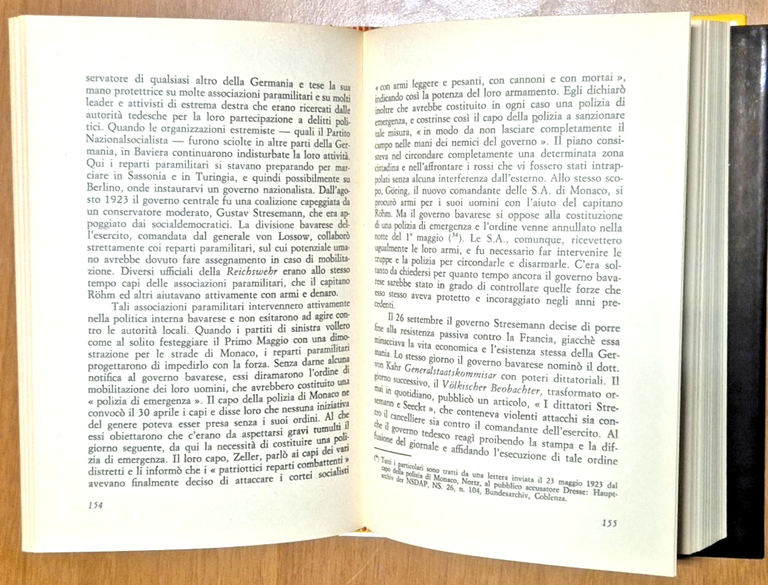 servatore di qualsiasi altro della Germania e tese la sua
mano protettrice su molte associazioni paramilitari e su molti
leader e attivisti di estrema destra che erano ricercati dalle
autorità tedesche per la loro partecipazione a delitti poli-
tici. Quando le organizzazioni estremiste — quali il Partito
Nazionalsocialista — furono sciolte in altre parti della Ger-
mania, in Baviera continuarono indisturbate la loro attività.
Qui i reparti paramilitari si stavano preparando per mar-
ciare in Sassonia e in Turingia, e quindi possibilmente su
Berlino, onde instaurarvi un governo nazionalista. Dall'ago-
sto 1923 il governo centrale fu una coalizione capeggiata da
un conservatore moderato, Gustav Stresemann, che era ap-
poggiato dai socialdemocratici. La divisione bavarese del-
l'esercito, comandata dal generale von Lossow, collaborò
strettamente coi reparti paramilitari, sul cui potenziale uma-
no avrebbe dovuto fare assegnamento in caso di mobilita-
zione. Diversi ufficiali della Reichswehr erano allo stesso
tempo capi delle associazioni paramilitari, che il capitano
Röhm ed altri aiutavano attivamente con armi e denaro.
Tali associazioni paramilitari intervennero attivamente
nella politica interna bavarese e non esitarono ad agire con-
tro le autorità locali. Quando i partiti di sinistra vollero
come al solito festeggiare il Primo Maggio con una dimo-
strazione per le strade di Monaco, i reparti paramilitari
progettarono di impedirlo con la forza. Senza darne alcuna
notifica al governo bavarese, essi diramarono l'ordine di
mobilitazione dei loro uomini, che avrebbero costituito una
« polizia di emergenza ». Il capo della polizia di Monaco ne
convocò il 30 aprile i capi e disse loro che nessuna iniziativa
del genere poteva esser presa senza i suoi ordini. Al che
essi obiettarono che c'erano da aspettarsi gravi tumulti il
giorno seguente, da qui la necessità di costituire una poli-
zia di emergenza. Il loro capo, Zeller, parlò ai capi dei vari
distretti e li informò che i « patriottici reparti combattenti »
avevano finalmente deciso di attaccare i cortei socialisti
154
« con armi leggere e pesanti, con cannoni e con mortai »,
indicando così la potenza del loro armamento. Egli dichiarò
inoltre che avrebbe costituito in ogni caso una polizia di
emergenza, e costrinse così il capo della polizia a sanzionare
tale misura, « in modo da non lasciare completamente il
campo nelle mani dei nemici del governo ». Il piano consi-
steva nel circondare completamente una determinata zona
cittadina e nell'affrontare i rossi che vi fossero stati intrap-
polati senza alcuna interferenza dall'esterno. Allo stesso sco-
po, Göring, il nuovo comandante delle S.A. di Monaco, si
procurò armi per i suoi uomini con l'aiuto del capitano
Röhm. Ma il governo bavarese si oppose alla costituzione
di una polizia di emergenza e l'ordine venne annullato nella
notte del 1° maggio (34). Le S.A., comunque, ricevettero
ugualmente le loro armi, e fu necessario far intervenire le
truppe e la polizia per circondarle e disarmarle. C'era sol-
tanto da chiedersi per quanto tempo ancora il governo bava-
rese sarebbe stato in grado di controllare quelle forze che
esso stesso aveva protetto e incoraggiato negli anni pre-
cedenti.
Il 26 settembre il governo Stresemann decise di porre
fine alla resistenza passiva contro la Francia, giacchè essa
minacciava la vita economica e l'esistenza stessa della Ger-
mania. Lo stesso giorno il governo bavarese nominò il dott.
von Kahr Generalstaatskommisar con poteri dittatoriali. Il
giorno successivo, il Völkischer Beobachter, trasformato or-
mai in quotidiano, pubblicò un articolo, « I dittatori Stre-
semann e Seeckt », che conteneva violenti attacchi sia con-
tro il cancelliere sia contro il comandante dell'esercito. Al
che il governo tedesco reagì proibendo la stampa e la dif-
fusione del giornale e affidando l'esecuzione di tale ordine
Tutti i particolari sono tratti da una lettera inviata il 23 maggio 1923 dal
capo della polizia di Monaco, Nortz, al pubblico accusatore Dresse: Haupt-
archiv der NSDAP, NS. 26, n. 104, Bundesarchiv, Coblenza.
155